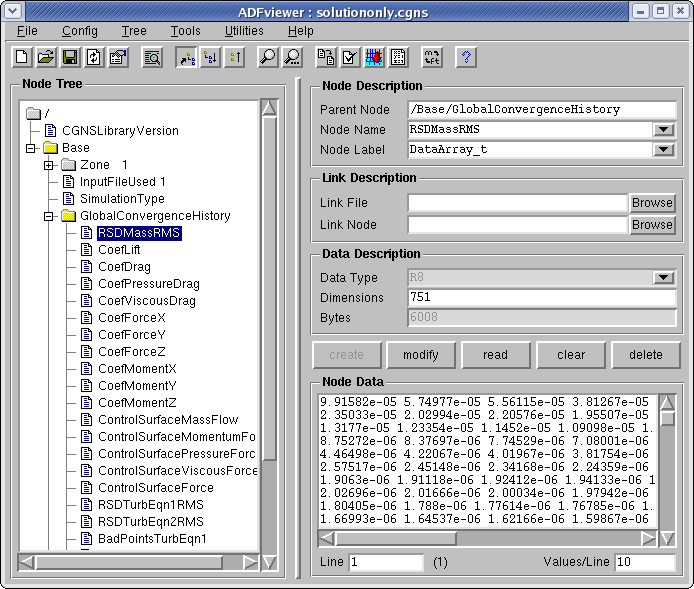 ADFviewer : solutiononly.cgns
File Config Tree Tools Utilities Help
Node Tree
/
CGNSLibraryVersion
Base
Zone 1
InputFileUsed 1
SimulationType
GlobalConvergenceHistory
RSDMassRMS
CoefLift
CoefDrag
CoefPressureDrag
CoefViscousDrag
CoefForceX
CoefForceY
CoefForceZ
CoefMomentX
CoefMomentY
CoefMomentZ
ControlSurfaceMassFlow
ControlSurfaceMomentumFo
ControlSurfacePressureForc
ControlSurfaceViscousForce
ControlSurfaceForce
RSDTurbEqn1RMS
RSDTurbEqn2RMS
BadPointsTurbEqn1
Node Description
Parent Node /Base/GlobalConvergenceHistory
Node Name RSDMassRMS
Node Label DataArray_t
Link Description
Link File Browse
Link Node Browse
Data Description
Data Type R8
Dimensions 751
Bytes 6008
create modify read clear delete
Node Data
9.91582e-05 5.74977e-05 5.56115e-05 3.81267e-05
2.35033e-05 2.02994e-05 2.20576e-05 1.95507e-05
1.3177e-05 1.23354e-05 1.1452e-05 1.09098e-05 1.
8.75272e-06 8.37697e-06 7.74529e-06 7.08001e-06
4.46498e-06 4.22067e-06 4.01967e-06 3.81754e-06
2.57517e-06 2.45148e-06 2.34168e-06 2.24359e-06
1.9063e-06 1.91118e-06 1.92412e-06 1.94133e-06 1
2.02696e-06 2.01666e-06 2.00034e-06 1.97942e-06
1.80405e-06 1.788e-06 1.77614e-06 1.76785e-06 1.
1.66993e-06 1.64537e-06 1.62166e-06 1.59867e-06
Line 1 (1) Values/Line 10